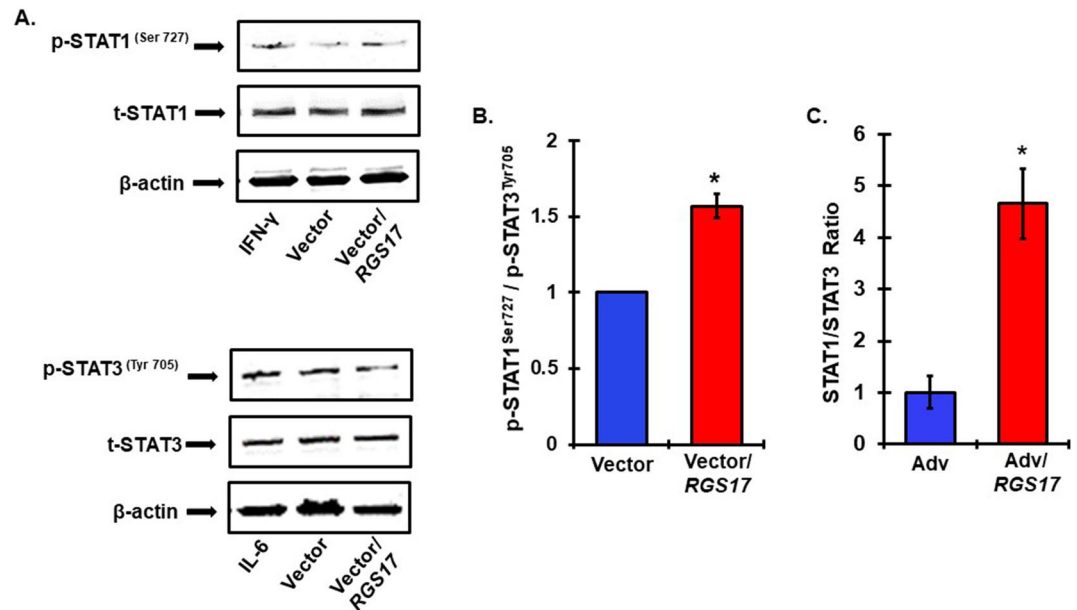 A.
p-STAT1 (Ser 727)
t-STAT1
β-actin
IFN-γ
Vector
Vector/
RGS17
p-STAT3 (Tyr 705)
t-STAT3
β-actin
IL-6
Vector
Vector/
RGS17
B.
p-STAT1Ser727 / p-STAT3Tyr705
2
*
1.5
1
0.5
0
Vector
Vector/
RGS17
C.
STAT1/STAT3 Ratio
6
*
5
4
3
2
1
0
Adv
Adv/
RGS17